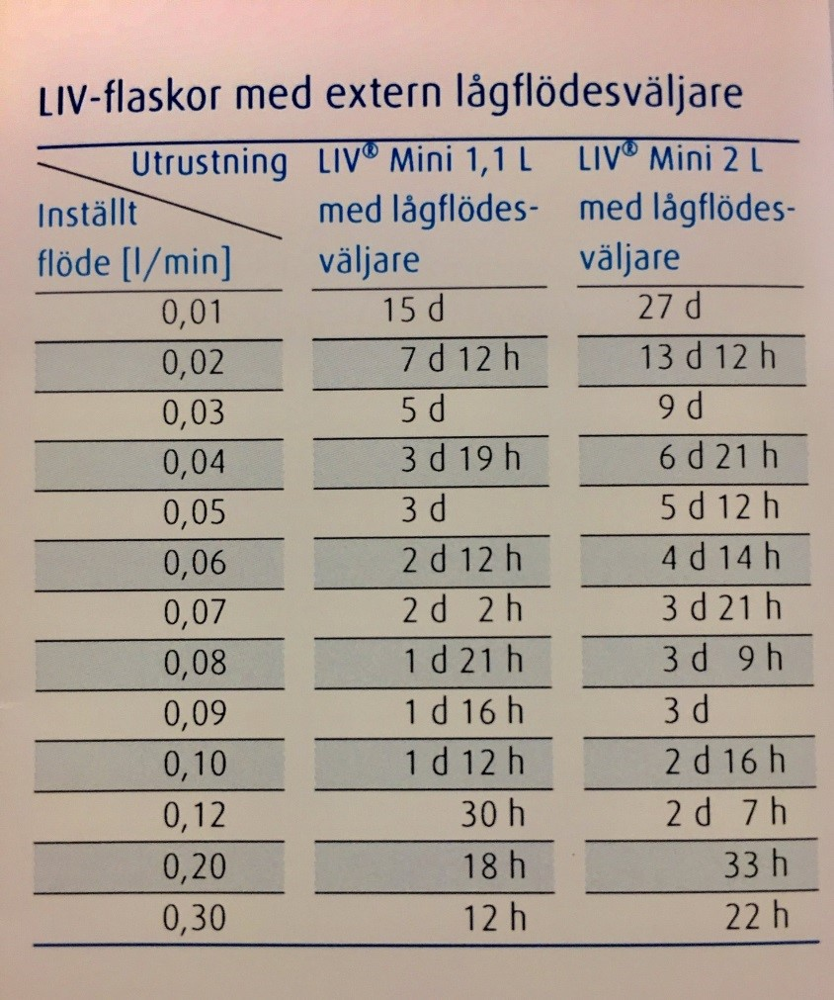 LIV-flaskor med extern lågflödesväljare
Utrustning LIV® Mini 1,1 L LIV® Mini 2 L
Inställt med lågflödes- med lågflödes-
flöde [l/min] väljare väljare
0,01 15 d 27 d
0,02 7 d 12 h 13 d 12 h
0,03 5 d 9 d
0,04 3 d 19 h 6 d 21 h
0,05 3 d 5 d 12 h
0,06 2 d 12 h 4 d 14 h
0,07 2 d 2 h 3 d 21 h
0,08 1 d 21 h 3 d 9 h
0,09 1 d 16 h 3 d
0,10 1 d 12 h 2 d 16 h
0,12 30 h 2 d 7 h
0,20 18 h 33 h
0,30 12 h 22 h